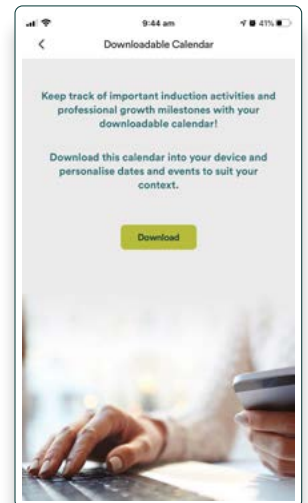 9:44 am
41%
Downloadable Calendar
Keep track of important induction activities and
professional growth milestones with your
downloadable calendar!
Download this calendar into your device and
personalise dates and events to suit your
context.
Download